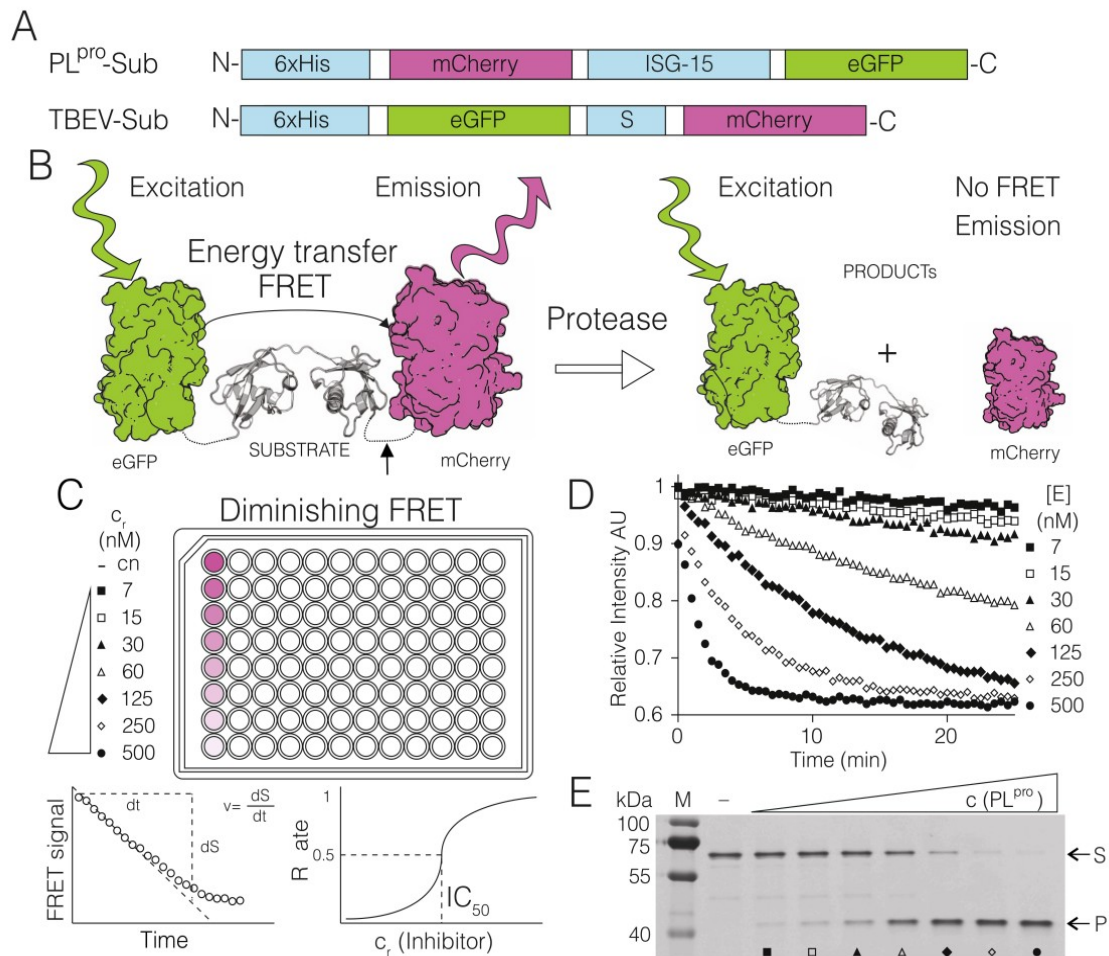 A
PL^pro-Sub N- 6xHis mCherry ISG-15 eGFP -C
TBEV-Sub N- 6xHis eGFP S mCherry -C
B
Excitation Emission
Energy transfer
FRET
SUBSTRATE
eGFP mCherry
Protease
Excitation No FRET
Emission
PRODUCTs
+
eGFP mCherry
C
Diminishing FRET
c_r
(nM)
– cn
7
15
30
60
125
250
500
FRET signal
dt
v= dS/dt
dS
Time
R ate
1
0.5
0
IC50
c_r (Inhibitor)
D
Relative Intensity AU
1
0.9
0.8
0.7
0.6
0 10 20
Time (min)
[E]
(nM)
7
15
30
60
125
250
500
E
kDa M – c (PL^pro)
100
75
55
40
S
P